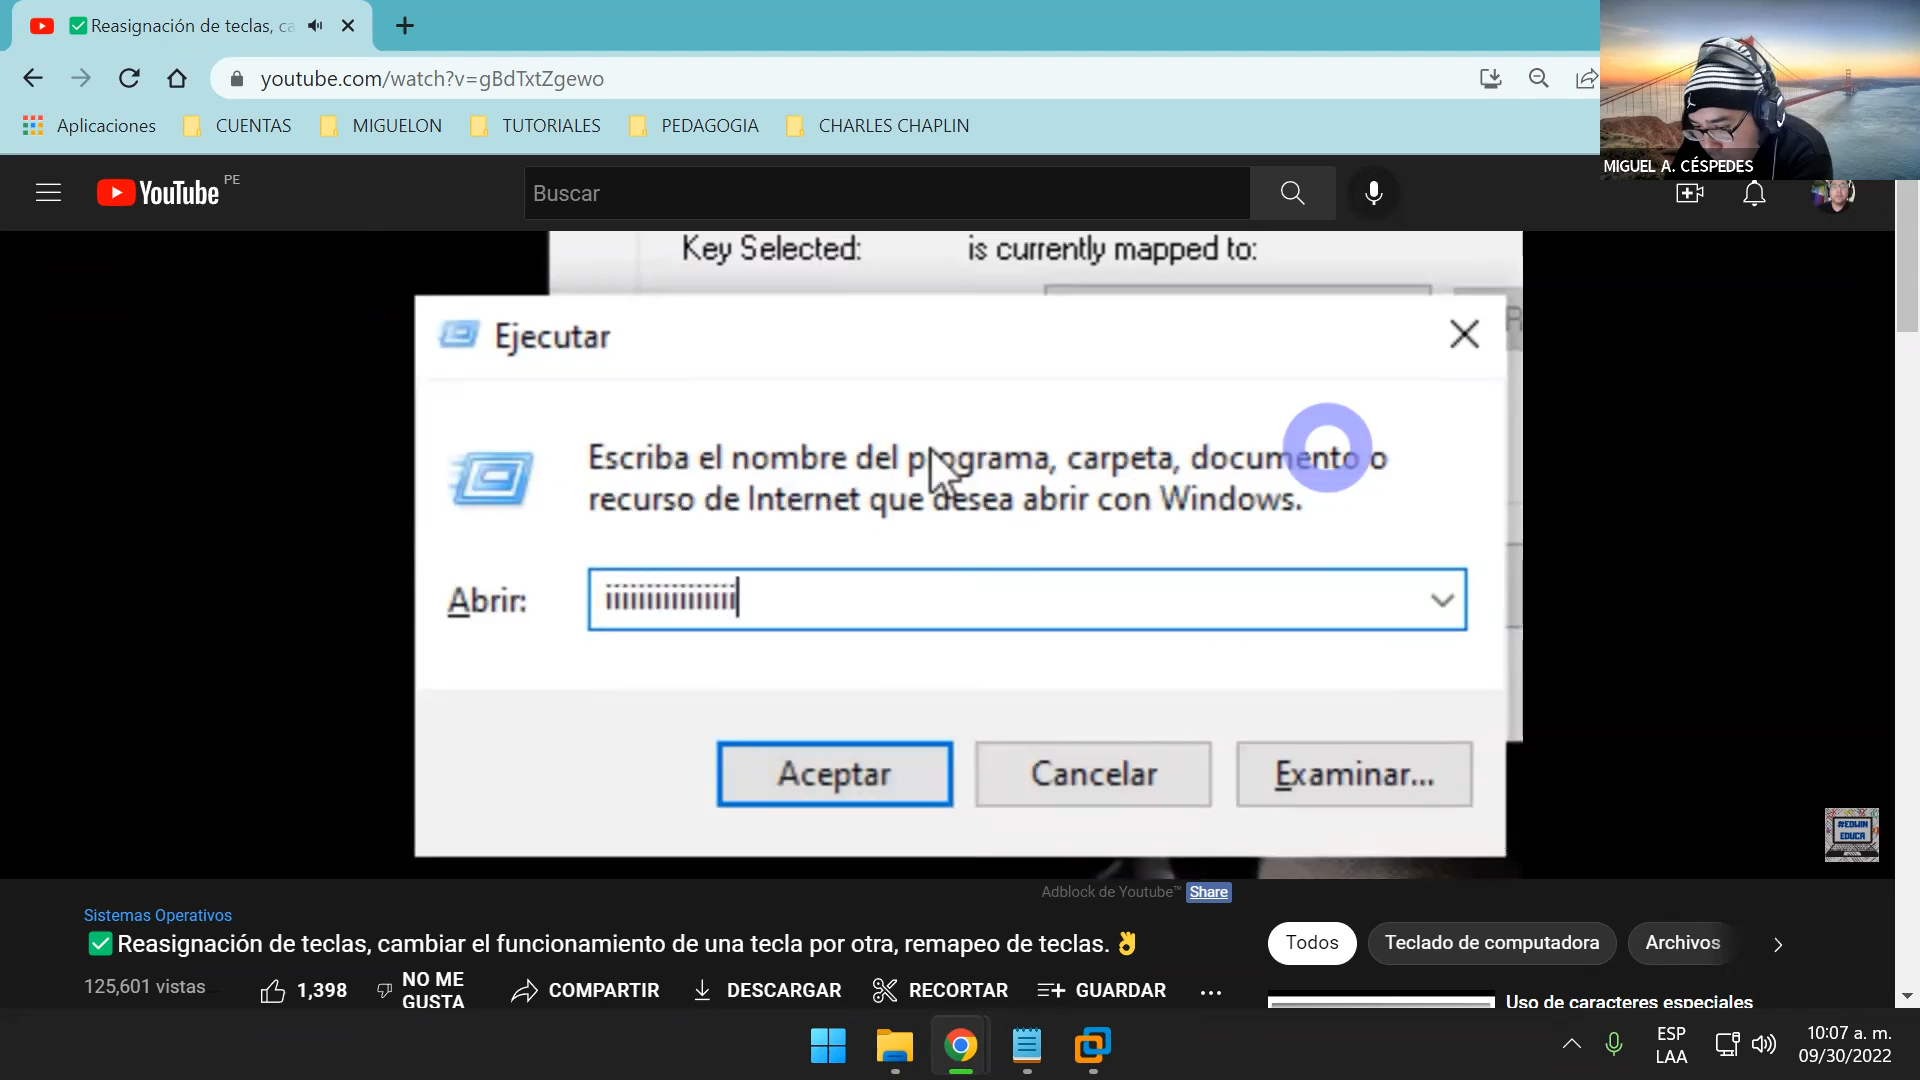 Reasignación de teclas, ca
youtube.com/watch?v=gBdTxtZgewo
Aplicaciones CUENTAS MIGUELON TUTORIALES PEDAGOGIA CHARLES CHAPLIN
MIGUEL A. CÉSPEDES
YouTube PE
Buscar
Key Selected: is currently mapped to:
Ejecutar
Escriba el nombre del programa, carpeta, documento o
recurso de Internet que desea abrir con Windows.
Abrir:
Aceptar Cancelar Examinar...
#EDWIN
EDUCA
Adblock de Youtube™ Share
Sistemas Operativos
Reasignación de teclas, cambiar el funcionamiento de una tecla por otra, remapeo de teclas.
Todos Teclado de computadora Archivos
125,601 vistas 1,398 NO ME GUSTA COMPARTIR DESCARGAR RECORTAR GUARDAR
Uso de caracteres especiales
ESP
LAA
10:07 a. m.
09/30/2022